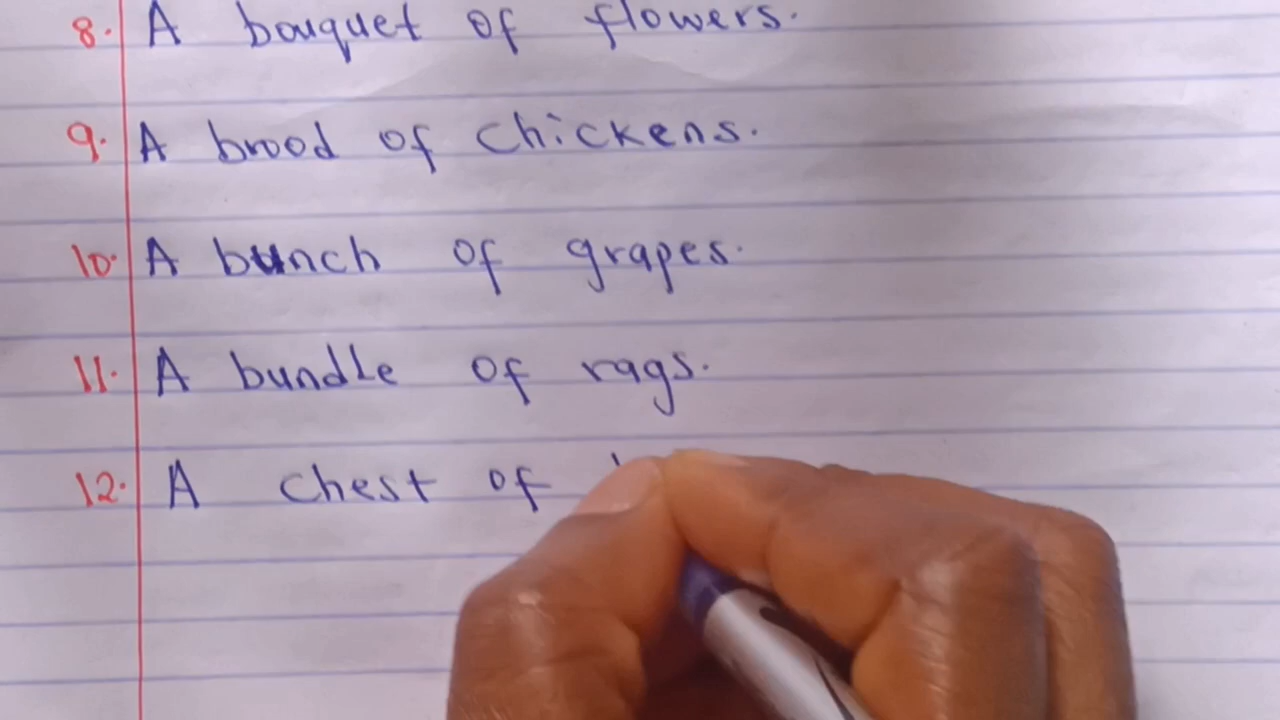 8. A bouquet of flowers.
9. A brood of chickens.
10. A bunch of grapes.
11. A bundle of rags.
12. A chest of